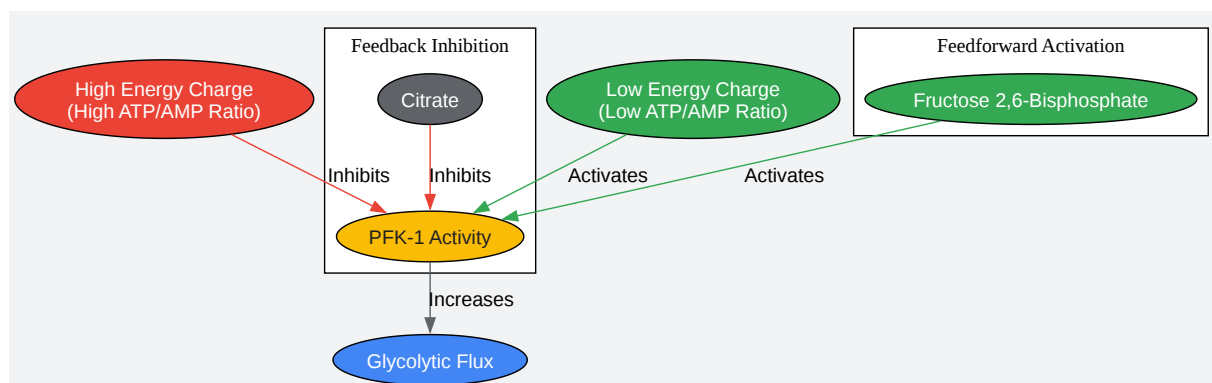 Feedback Inhibition
Feedforward Activation
High Energy Charge
(High ATP/AMP Ratio)
Citrate
Low Energy Charge
(Low ATP/AMP Ratio)
Fructose 2,6-Bisphosphate
Inhibits
Inhibits
Activates
Activates
PFK-1 Activity
Increases
Glycolytic Flux